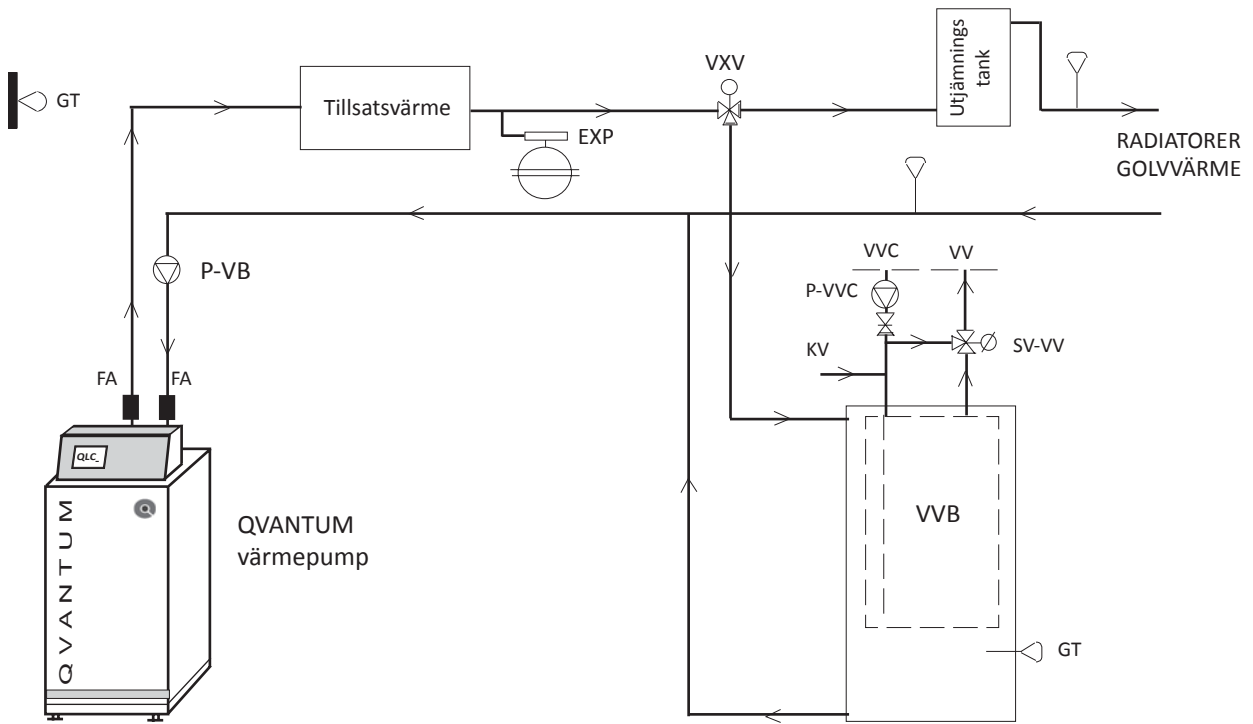 GT
Tillsatsvärme
EXP
VXV
Utjämnings
tank
RADIATORER
GOLVVÄRME
P-VB
FA
FA
QLC_
QVANTUM
QVANTUM
värmepump
VVC
VV
P-VVC
SV-VV
KV
VVB
GT